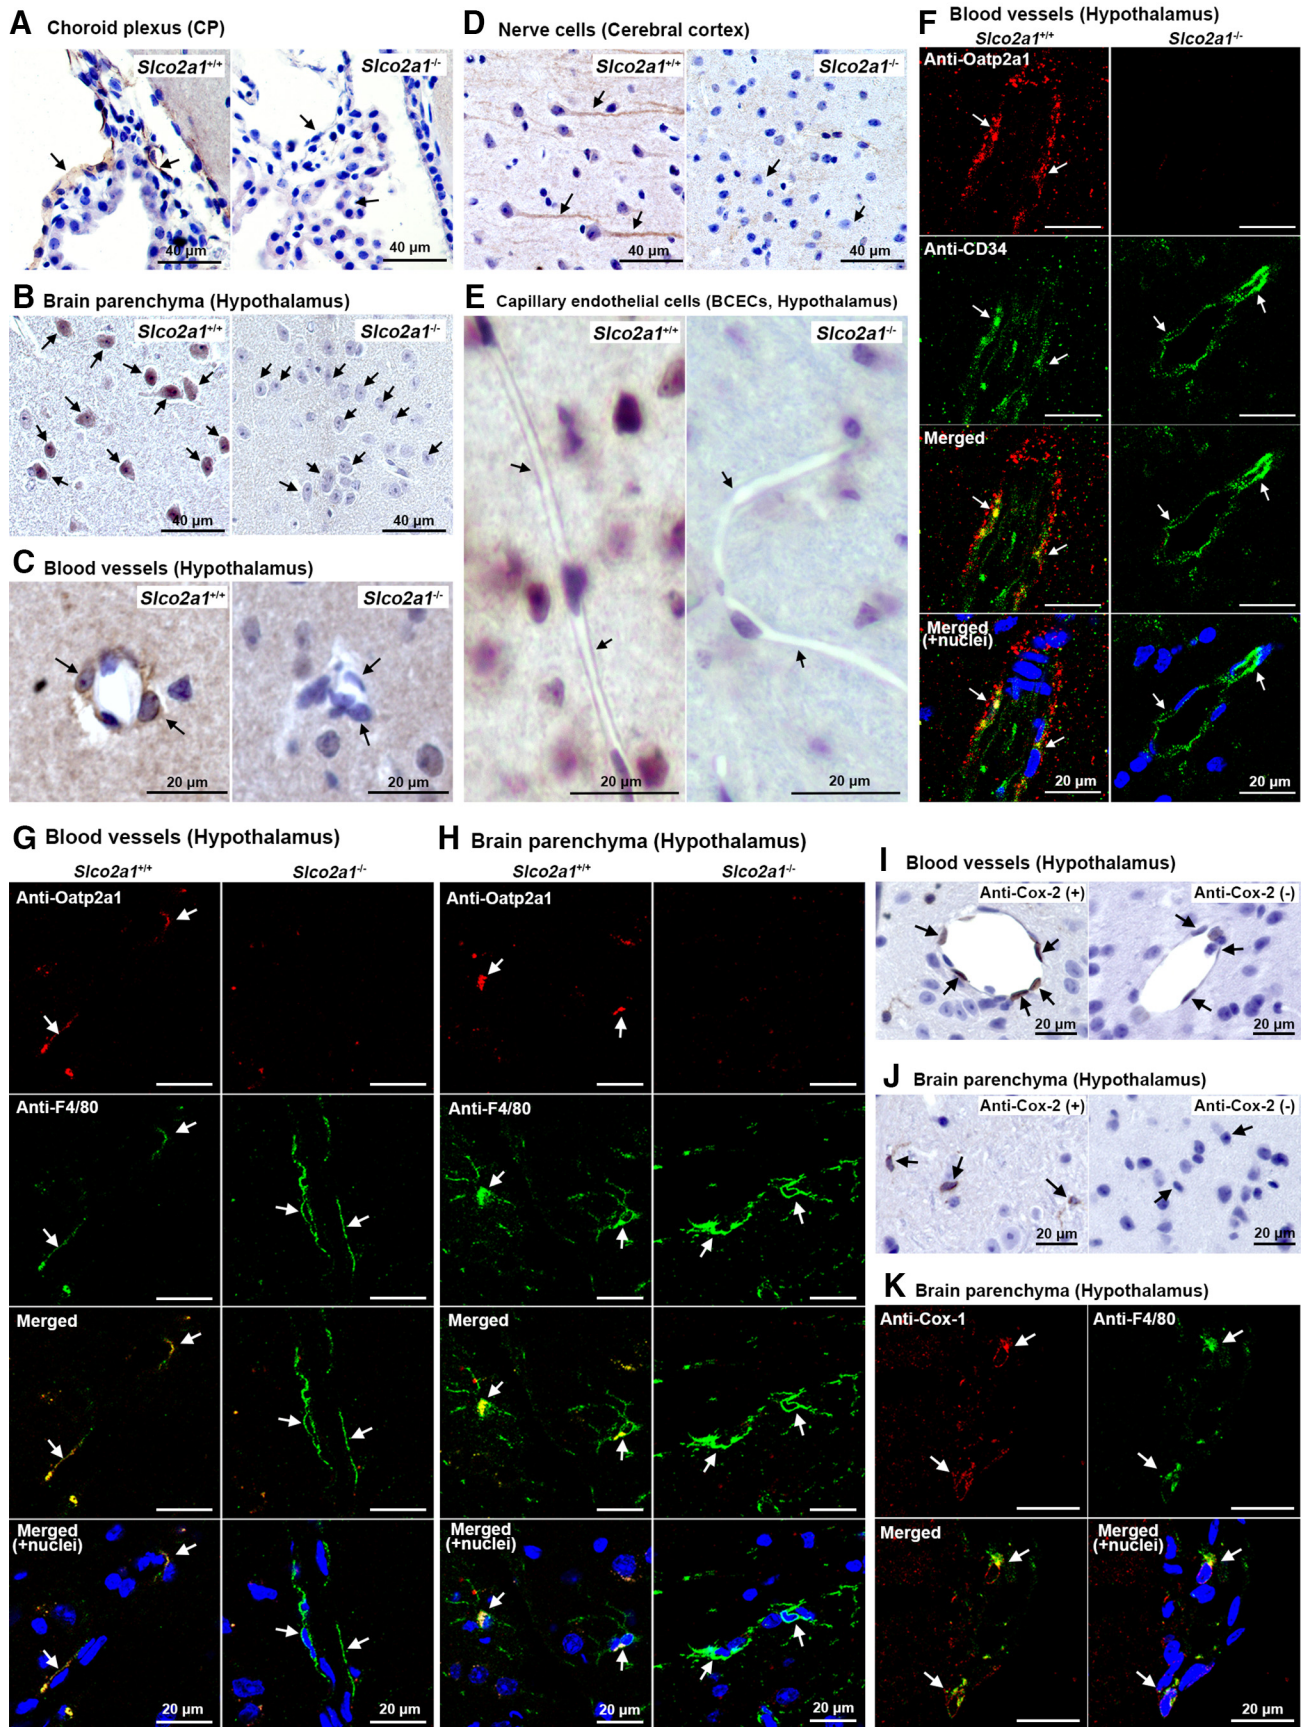 A Choroid plexus (CP)
Slco2a1+/+
Slco2a1-/-
40 µm
40 µm
B Brain parenchyma (Hypothalamus)
Slco2a1+/+
Slco2a1-/-
40 µm
40 µm
C Blood vessels (Hypothalamus)
Slco2a1+/+
Slco2a1-/-
20 µm
20 µm
D Nerve cells (Cerebral cortex)
Slco2a1+/+
Slco2a1-/-
40 µm
40 µm
E Capillary endothelial cells (BCECs, Hypothalamus)
Slco2a1+/+
Slco2a1-/-
20 µm
20 µm
F Blood vessels (Hypothalamus)
Slco2a1+/+
Slco2a1-/-
Anti-Oatp2a1
Anti-CD34
Merged
Merged
(+nuclei)
20 µm
20 µm
G Blood vessels (Hypothalamus)
Slco2a1+/+
Slco2a1-/-
Anti-Oatp2a1
Anti-F4/80
Merged
Merged
(+nuclei)
20 µm
20 µm
H Brain parenchyma (Hypothalamus)
Slco2a1+/+
Slco2a1-/-
Anti-Oatp2a1
Anti-F4/80
Merged
Merged
(+nuclei)
20 µm
20 µm
I Blood vessels (Hypothalamus)
Anti-Cox-2 (+)
Anti-Cox-2 (-)
20 µm
20 µm
J Brain parenchyma (Hypothalamus)
Anti-Cox-2 (+)
Anti-Cox-2 (-)
20 µm
20 µm
K Brain parenchyma (Hypothalamus)
Anti-Cox-1
Anti-F4/80
Merged
Merged
(+nuclei)
20 µm